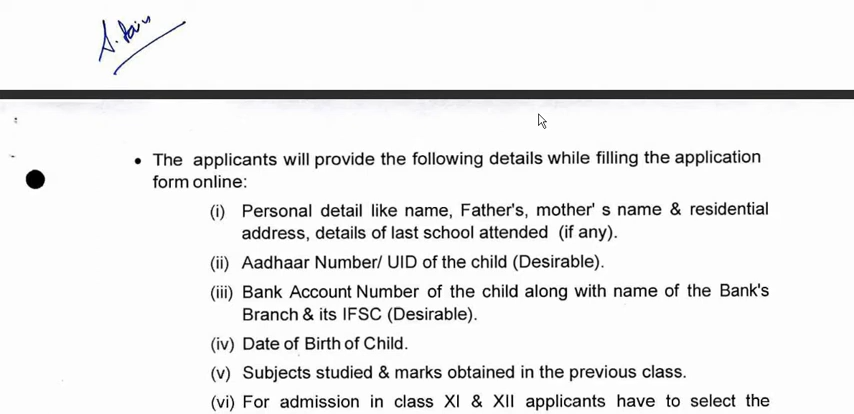 • The applicants will provide the following details while filling the application
form online:
(i) Personal detail like name, Father's, mother' s name & residential
address, details of last school attended (if any).
(ii) Aadhaar Number/ UID of the child (Desirable).
(iii) Bank Account Number of the child along with name of the Bank's
Branch & its IFSC (Desirable).
(iv) Date of Birth of Child.
(v) Subjects studied & marks obtained in the previous class.
(vi) For admission in class XI & XII applicants have to select the